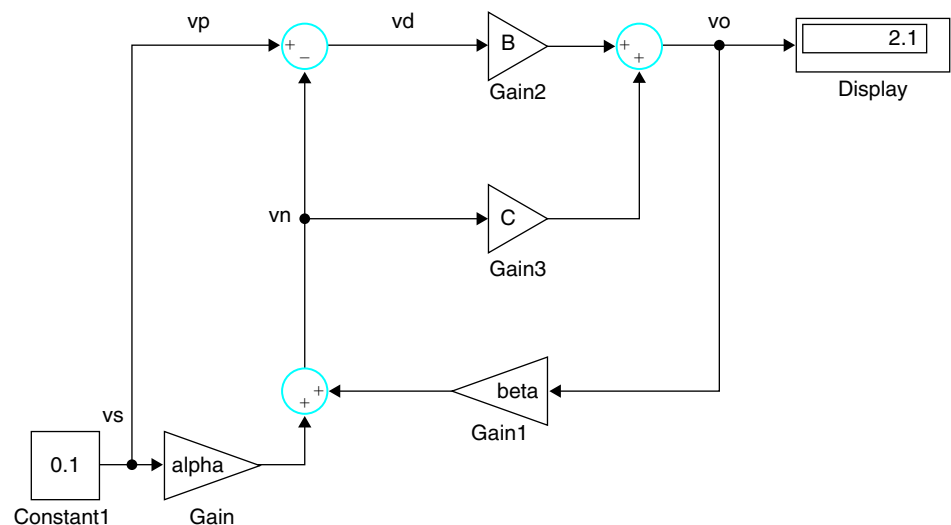 vp
vd
vo
+
−
B
+
+
2.1
Gain2
Display
vn
C
Gain3
beta
+
+
Gain1
vs
0.1
alpha
Constant1
Gain